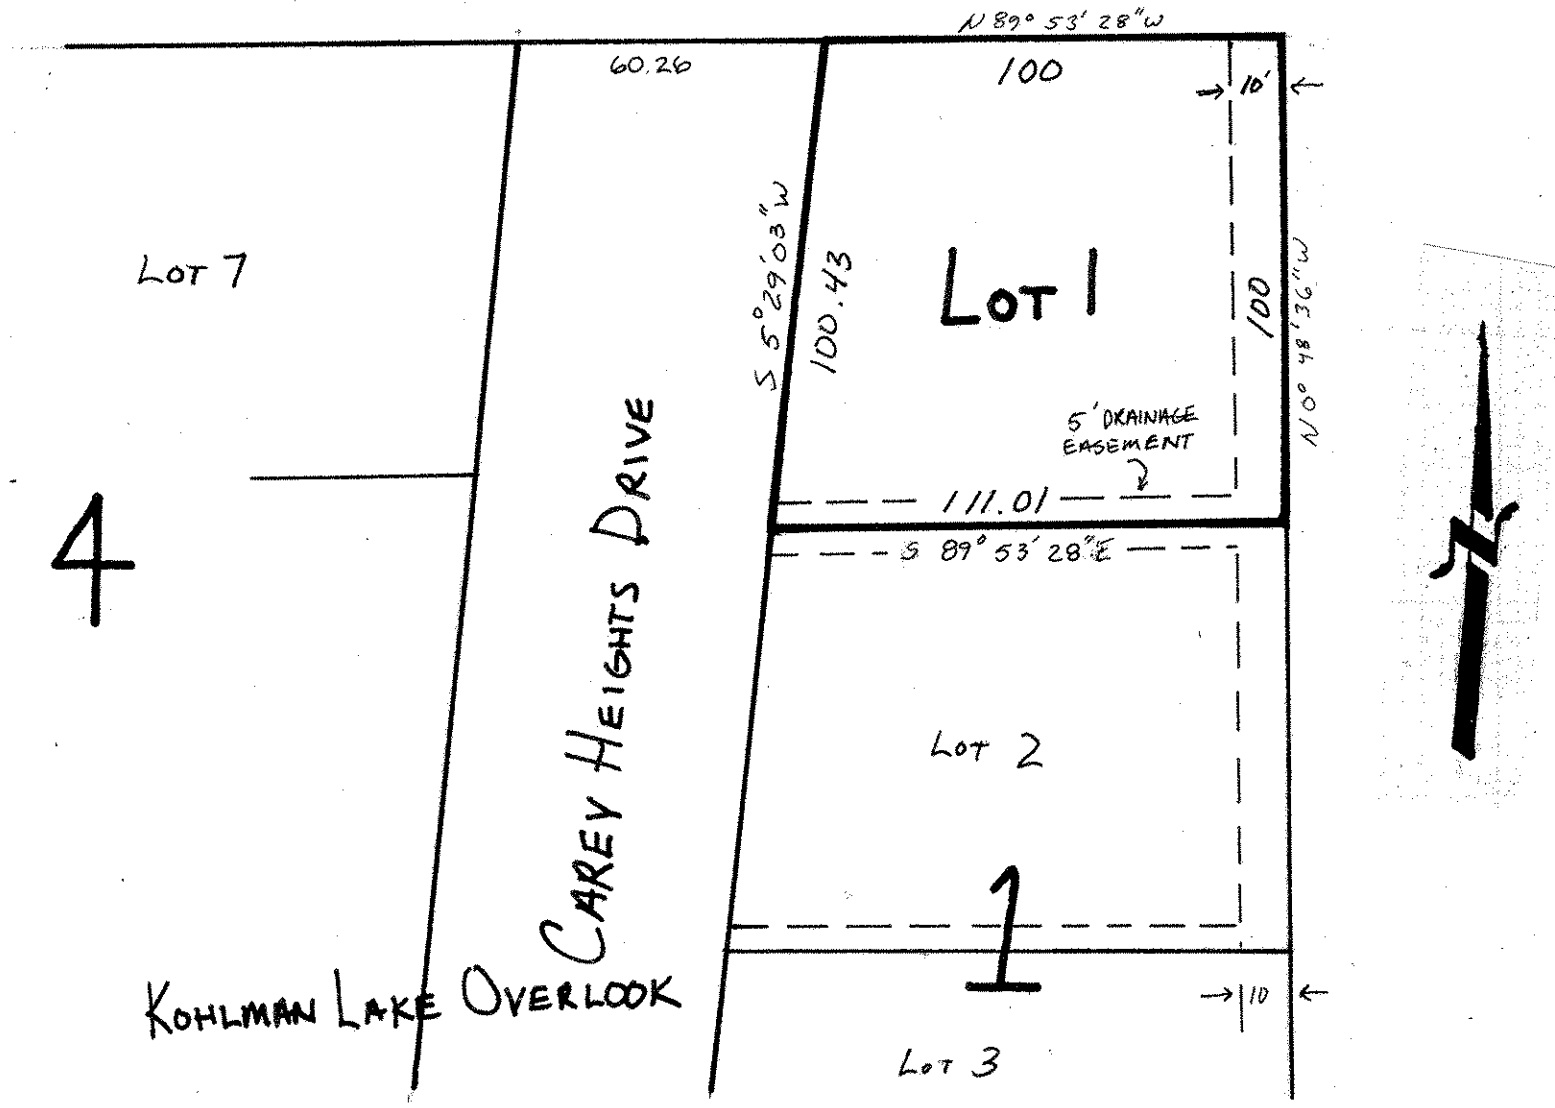 N 89° 53' 28" W
60.26
100
10'
S 5° 29' 03" W
100.43
LOT 1
100
N 0° 48' 36" W
LOT 7
5' DRAINAGE
EASEMENT
111.01
S 89° 53' 28" E
4
CAREY HEIGHTS DRIVE
N
LOT 2
1
KOHLMAN LAKE OVERLOOK
10
LOT 3